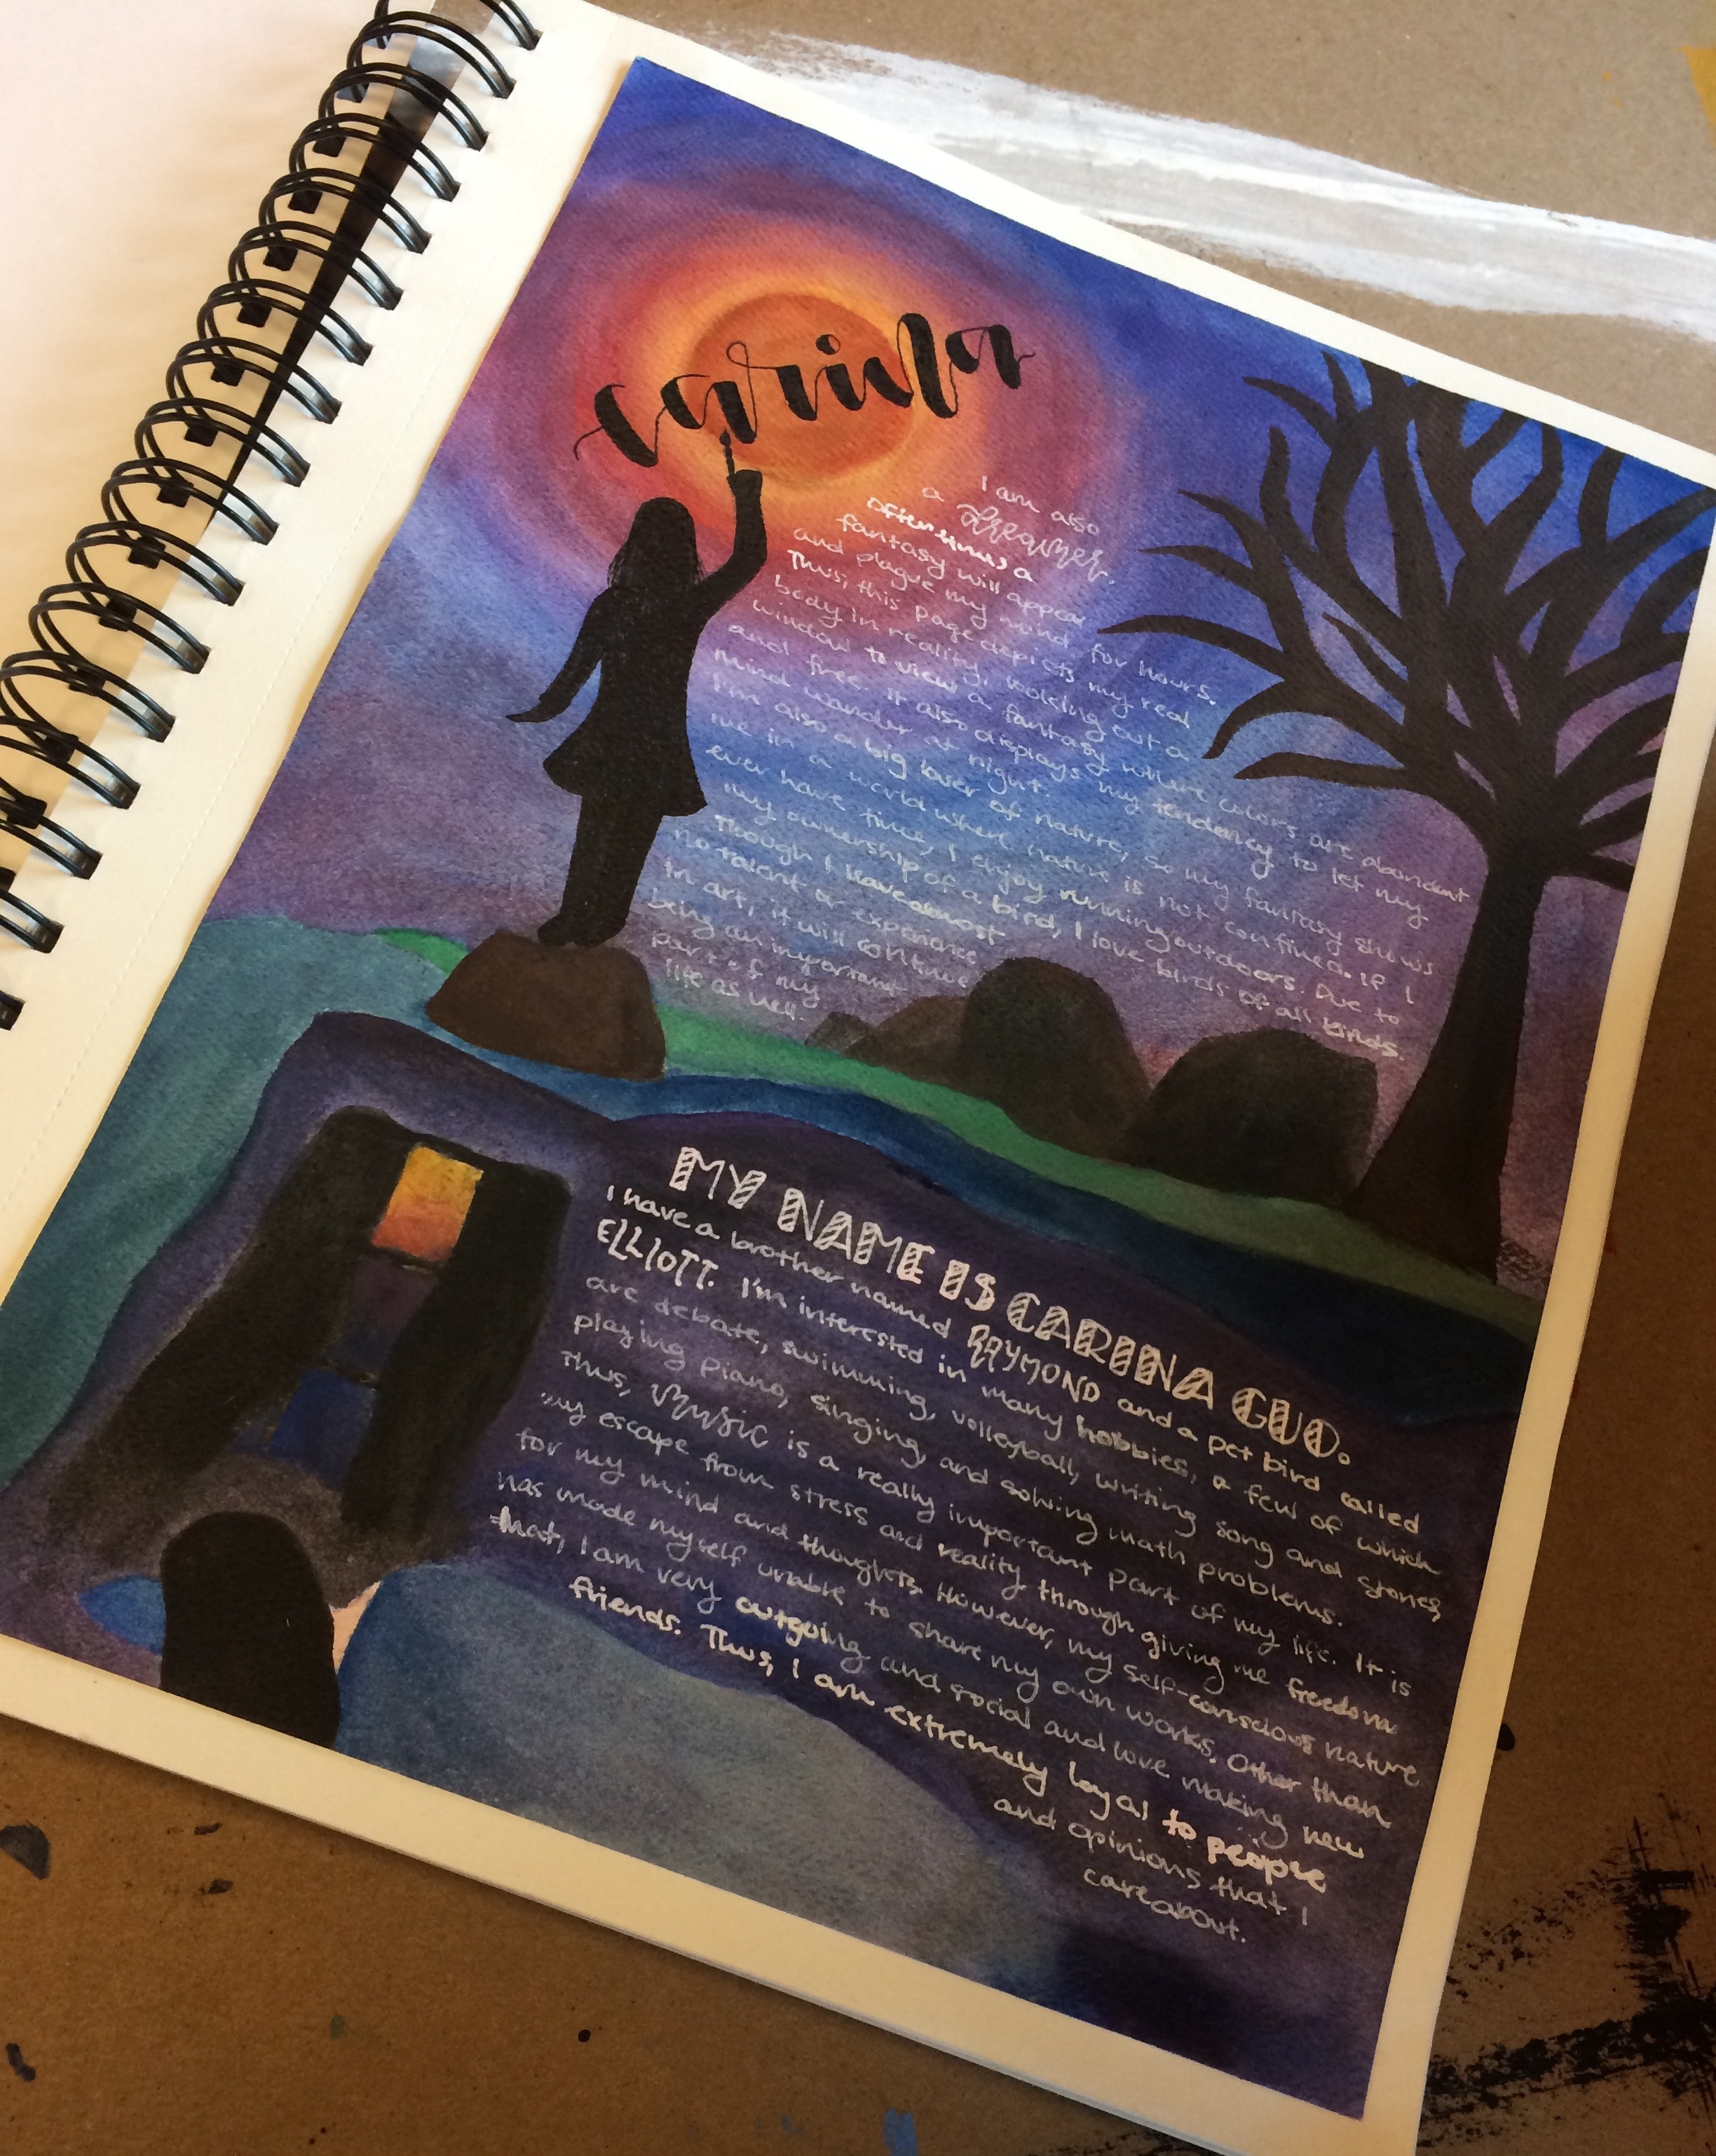 carina
I am also
a dreamer.
Oftentimes a
fantasy will appear
and plague my mind for hours.
Thus, this page depicts my real
body in reality, looking out a
window to view a fantasy where colors are abundant
and free. It also displays my tendency to let my
mind wander at night.
I'm also a big lover of nature, so my fantasy shows
me in a world where nature is not confined. If I
ever have time, I enjoy running outdoors. Due to
my ownership of a bird, I love birds of all kinds.
Though I have almost
no talent or experience
in art, it will continue
being an important
part of my
life as well.
MY NAME IS CARINA GUO.
I have a brother named RAYMOND and a pet bird called
ELLIOTT. I'm interested in many hobbies, a few of which
are debate, swimming, volleyball, writing song and stories,
playing piano, singing, and solving math problems.
Thus, Music is a really important part of my life. It is
my escape from stress and reality through giving me freedom
for my mind and thoughts. However, my self-conscious nature
has made myself unable to share my own works. Other than
that, I am very outgoing and social and love making new
friends. Thus, I am extremely loyal to people
and opinions that I
care about.